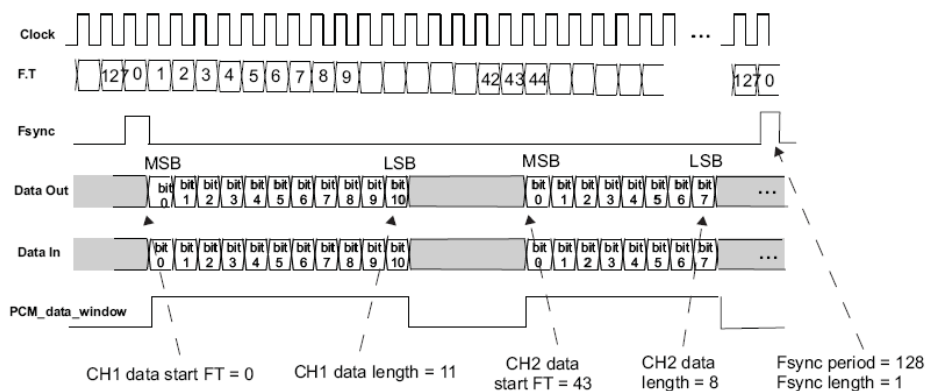 Clock ...
F.T 127 0 1 2 3 4 5 6 7 8 9 42 43 44 127 0
Fsync
MSB LSB MSB LSB
Data Out bit 0 bit 1 bit 2 bit 3 bit 4 bit 5 bit 6 bit 7 bit 8 bit 9 bit 10 bit 0 bit 1 bit 2 bit 3 bit 4 bit 5 bit 6 bit 7 ...
Data In bit 0 bit 1 bit 2 bit 3 bit 4 bit 5 bit 6 bit 7 bit 8 bit 9 bit 10 bit 0 bit 1 bit 2 bit 3 bit 4 bit 5 bit 6 bit 7 ...
PCM_data_window
CH1 data start FT = 0
CH1 data length = 11
CH2 data
start FT = 43
CH2 data
length = 8
Fsync period = 128
Fsync length = 1